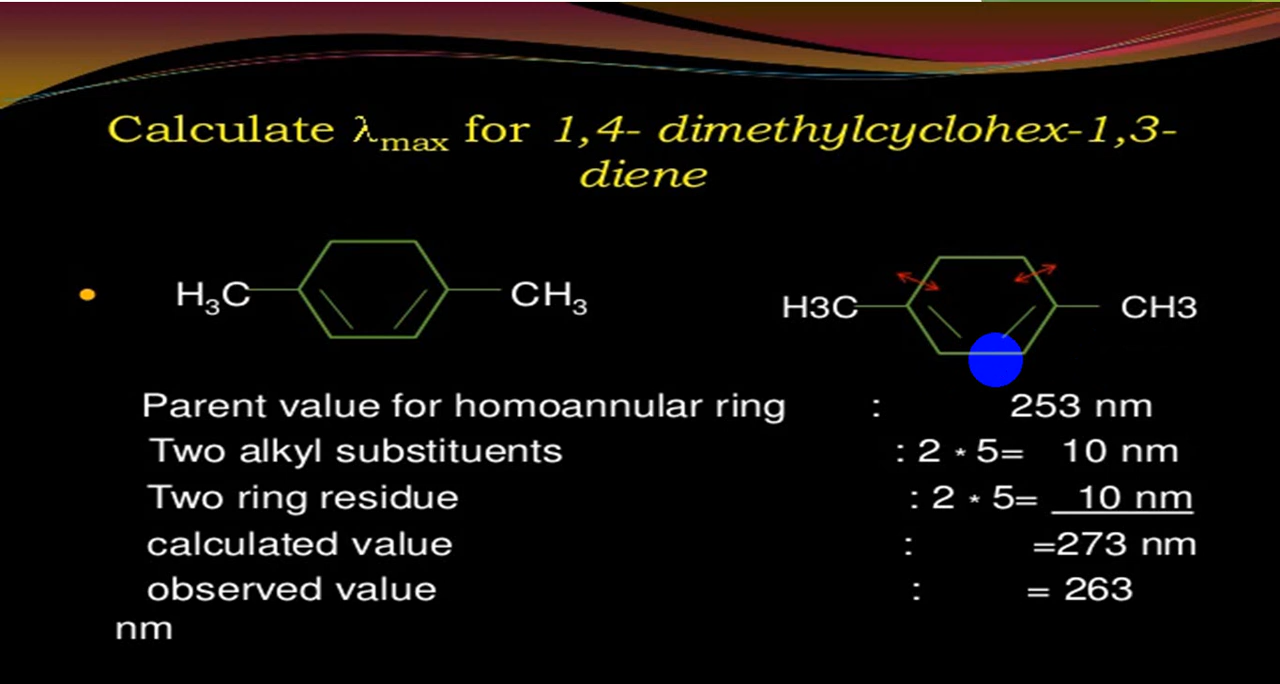 Calculate λmax for 1,4- dimethylcyclohex-1,3-
diene
H3C CH3 H3C CH3
Parent value for homoannular ring : 253 nm
Two alkyl substituents : 2 * 5= 10 nm
Two ring residue : 2 * 5= 10 nm
calculated value : =273 nm
observed value : = 263
nm